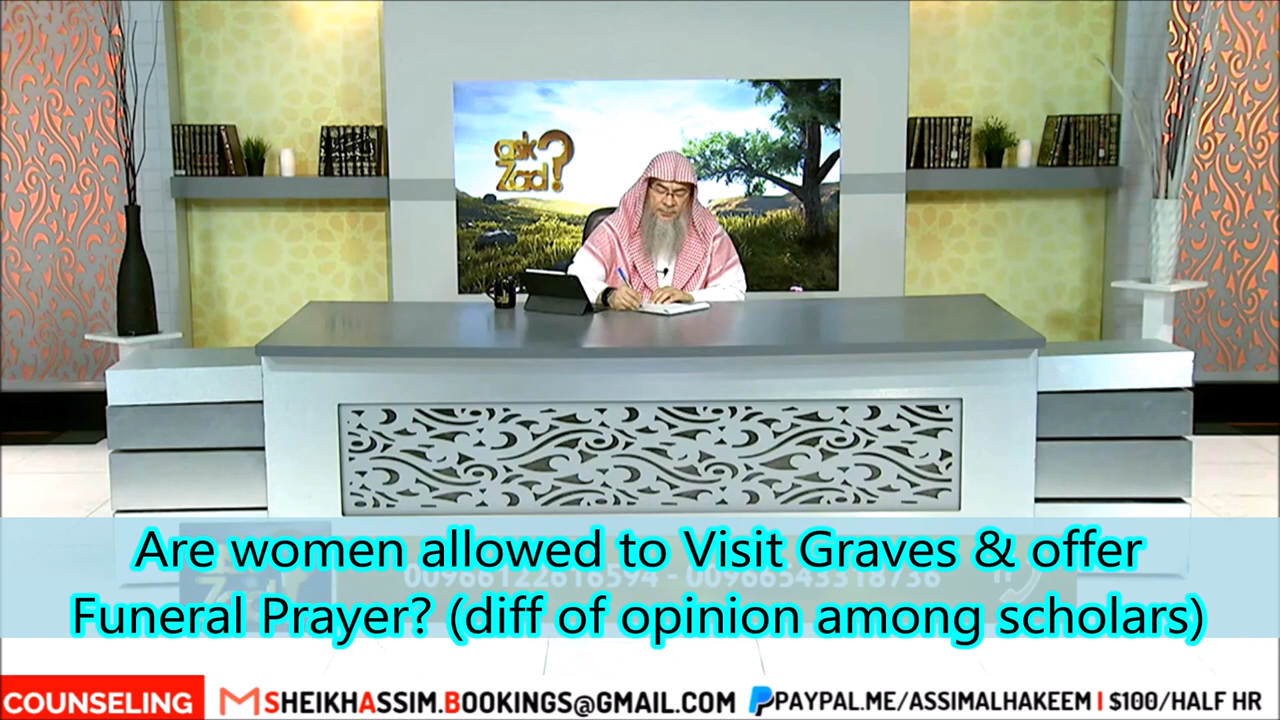 ask
Zad?
Are women allowed to Visit Graves & offer
Funeral Prayer? (diff of opinion among scholars)
COUNSELING
SHEIKHASSIM.BOOKINGS@GMAIL.COM
PAYPAL.ME/ASSIMALHAKEEM | $100/HALF HR